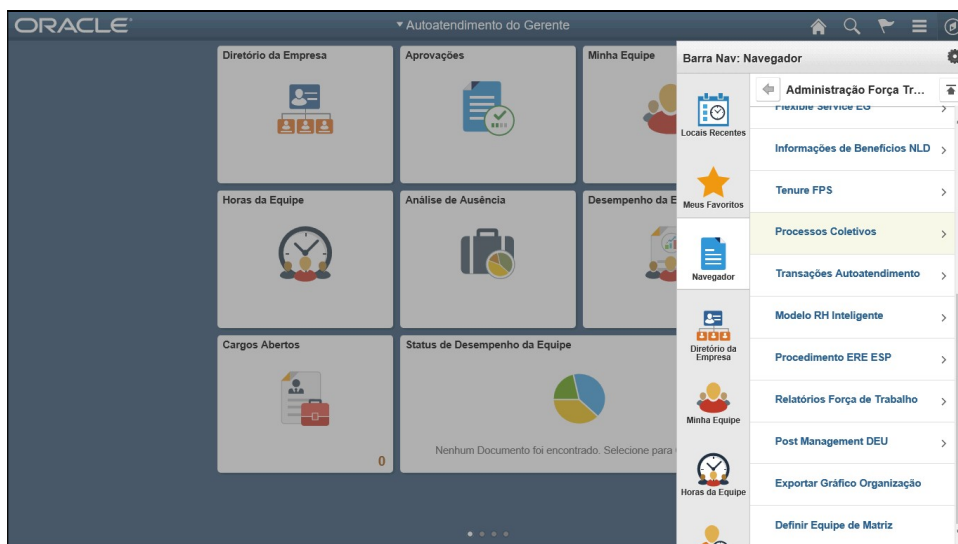 ORACLE
Autoatendimento do Gerente
Diretório da Empresa
Aprovações
Minha Equipe
Horas da Equipe
Análise de Ausência
Desempenho da E
Cargos Abertos
0
Status de Desempenho da Equipe
Nenhum Documento foi encontrado. Selecione para
Barra Nav: Navegador
Locais Recentes
Meus Favoritos
Navegador
Diretório da
Empresa
Minha Equipe
Horas da Equipe
Administração Força Tr...
Flexible Service EG
Informações de Benefícios NLD
Tenure FPS
Processos Coletivos
Transações Autoatendimento
Modelo RH Inteligente
Procedimento ERE ESP
Relatórios Força de Trabalho
Post Management DEU
Exportar Gráfico Organização
Definir Equipe de Matriz